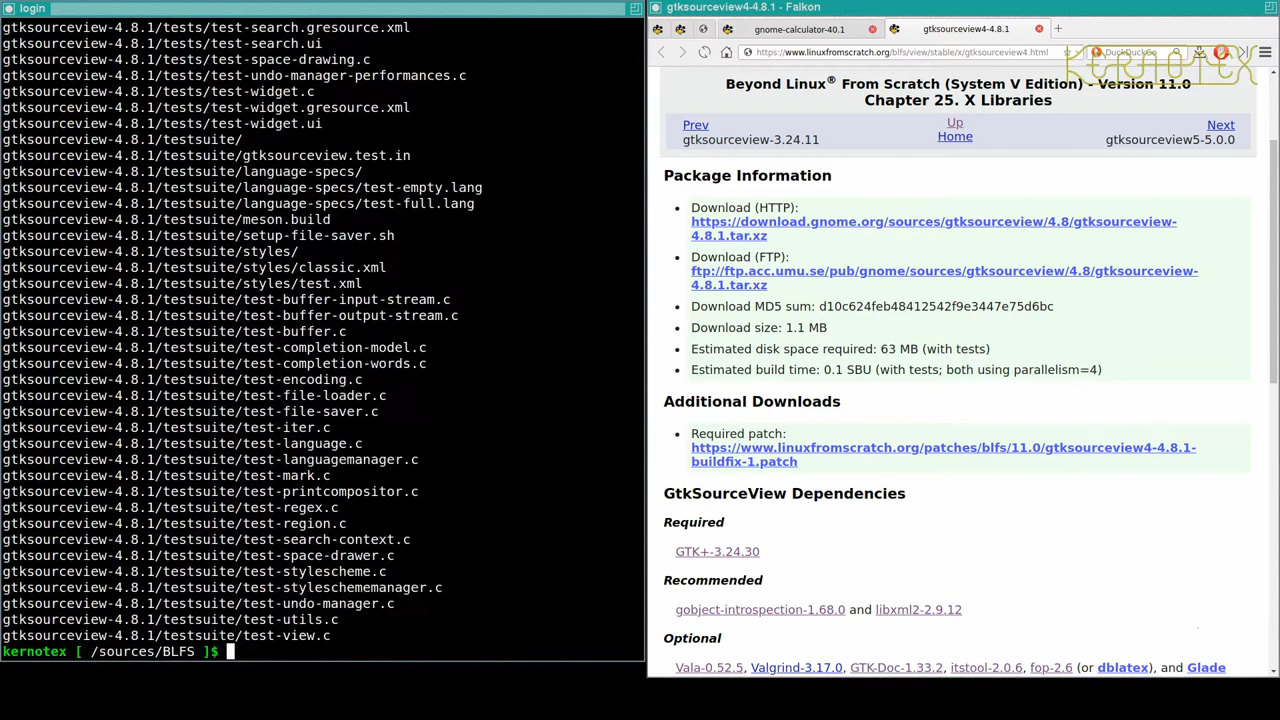 login
gtksourceview-4.8.1/tests/test-search.gresource.xml
gtksourceview-4.8.1/tests/test-search.ui
gtksourceview-4.8.1/tests/test-space-drawing.c
gtksourceview-4.8.1/tests/test-undo-manager-performances.c
gtksourceview-4.8.1/tests/test-widget.c
gtksourceview-4.8.1/tests/test-widget.gresource.xml
gtksourceview-4.8.1/tests/test-widget.ui
gtksourceview-4.8.1/testsuite/
gtksourceview-4.8.1/testsuite/gtksourceview.test.in
gtksourceview-4.8.1/testsuite/language-specs/
gtksourceview-4.8.1/testsuite/language-specs/test-empty.lang
gtksourceview-4.8.1/testsuite/language-specs/test-full.lang
gtksourceview-4.8.1/testsuite/meson.build
gtksourceview-4.8.1/testsuite/setup-file-saver.sh
gtksourceview-4.8.1/testsuite/styles/
gtksourceview-4.8.1/testsuite/styles/classic.xml
gtksourceview-4.8.1/testsuite/styles/test.xml
gtksourceview-4.8.1/testsuite/test-buffer-input-stream.c
gtksourceview-4.8.1/testsuite/test-buffer-output-stream.c
gtksourceview-4.8.1/testsuite/test-buffer.c
gtksourceview-4.8.1/testsuite/test-completion-model.c
gtksourceview-4.8.1/testsuite/test-completion-words.c
gtksourceview-4.8.1/testsuite/test-encoding.c
gtksourceview-4.8.1/testsuite/test-file-loader.c
gtksourceview-4.8.1/testsuite/test-file-saver.c
gtksourceview-4.8.1/testsuite/test-iter.c
gtksourceview-4.8.1/testsuite/test-language.c
gtksourceview-4.8.1/testsuite/test-languagemanager.c
gtksourceview-4.8.1/testsuite/test-mark.c
gtksourceview-4.8.1/testsuite/test-printcompositor.c
gtksourceview-4.8.1/testsuite/test-regex.c
gtksourceview-4.8.1/testsuite/test-region.c
gtksourceview-4.8.1/testsuite/test-search-context.c
gtksourceview-4.8.1/testsuite/test-space-drawer.c
gtksourceview-4.8.1/testsuite/test-stylescheme.c
gtksourceview-4.8.1/testsuite/test-styleschememanager.c
gtksourceview-4.8.1/testsuite/test-undo-manager.c
gtksourceview-4.8.1/testsuite/test-utils.c
gtksourceview-4.8.1/testsuite/test-view.c
kernotex [ /sources/BLFS ]$
gtksourceview4-4.8.1 - Falkon
gnome-calculator-40.1 gtksourceview4-4.8.1
https://www.linuxfromscratch.org/blfs/view/stable/x/gtksourceview4.html DuckDuckGo
KERNOTEX
Beyond Linux® From Scratch (System V Edition) - Version 11.0
Chapter 25. X Libraries
Prev Up Next
gtksourceview-3.24.11 Home gtksourceview5-5.0.0
Package Information
• Download (HTTP):
https://download.gnome.org/sources/gtksourceview/4.8/gtksourceview-
4.8.1.tar.xz
• Download (FTP):
ftp://ftp.acc.umu.se/pub/gnome/sources/gtksourceview/4.8/gtksourceview-
4.8.1.tar.xz
• Download MD5 sum: d10c624feb48412542f9e3447e75d6bc
• Download size: 1.1 MB
• Estimated disk space required: 63 MB (with tests)
• Estimated build time: 0.1 SBU (with tests; both using parallelism=4)
Additional Downloads
• Required patch:
https://www.linuxfromscratch.org/patches/blfs/11.0/gtksourceview4-4.8.1-
buildfix-1.patch
GtkSourceView Dependencies
Required
GTK+-3.24.30
Recommended
gobject-introspection-1.68.0 and libxml2-2.9.12
Optional
Vala-0.52.5, Valgrind-3.17.0, GTK-Doc-1.33.2, itstool-2.0.6, fop-2.6 (or dblatex), and Glade